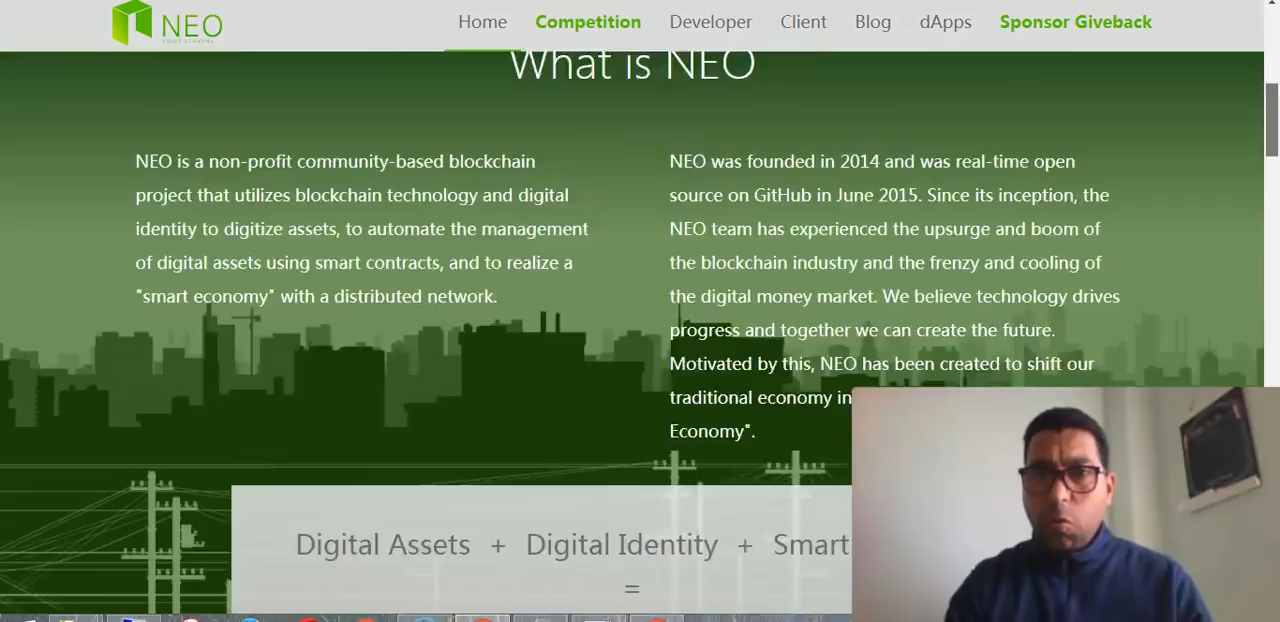 NEO
Home Competition Developer Client Blog dApps Sponsor Giveback
What is NEO
NEO is a non-profit community-based blockchain
project that utilizes blockchain technology and digital
identity to digitize assets, to automate the management
of digital assets using smart contracts, and to realize a
"smart economy" with a distributed network.
NEO was founded in 2014 and was real-time open
source on GitHub in June 2015. Since its inception, the
NEO team has experienced the upsurge and boom of
the blockchain industry and the frenzy and cooling of
the digital money market. We believe technology drives
progress and together we can create the future.
Motivated by this, NEO has been created to shift our
traditional economy in
Economy".
Digital Assets + Digital Identity + Smart
=